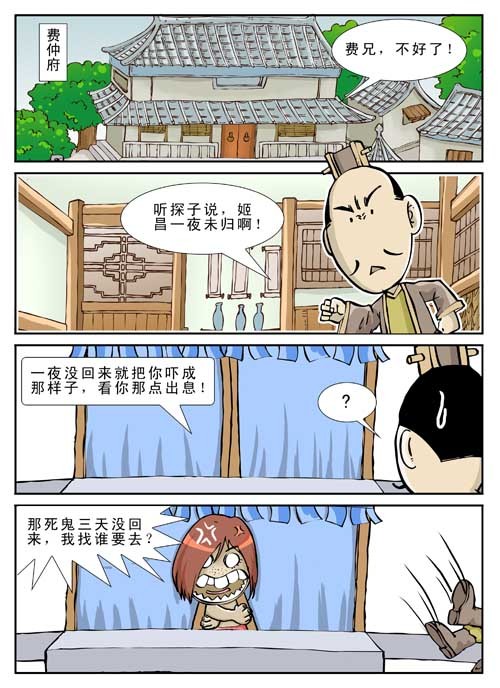 费仲府
费兄，不好了！
听探子说，姬
昌一夜未归啊！
一夜没回来就把你吓成
那样子，看你那点出息！
？
那死鬼三天没回
来，我找谁要去？